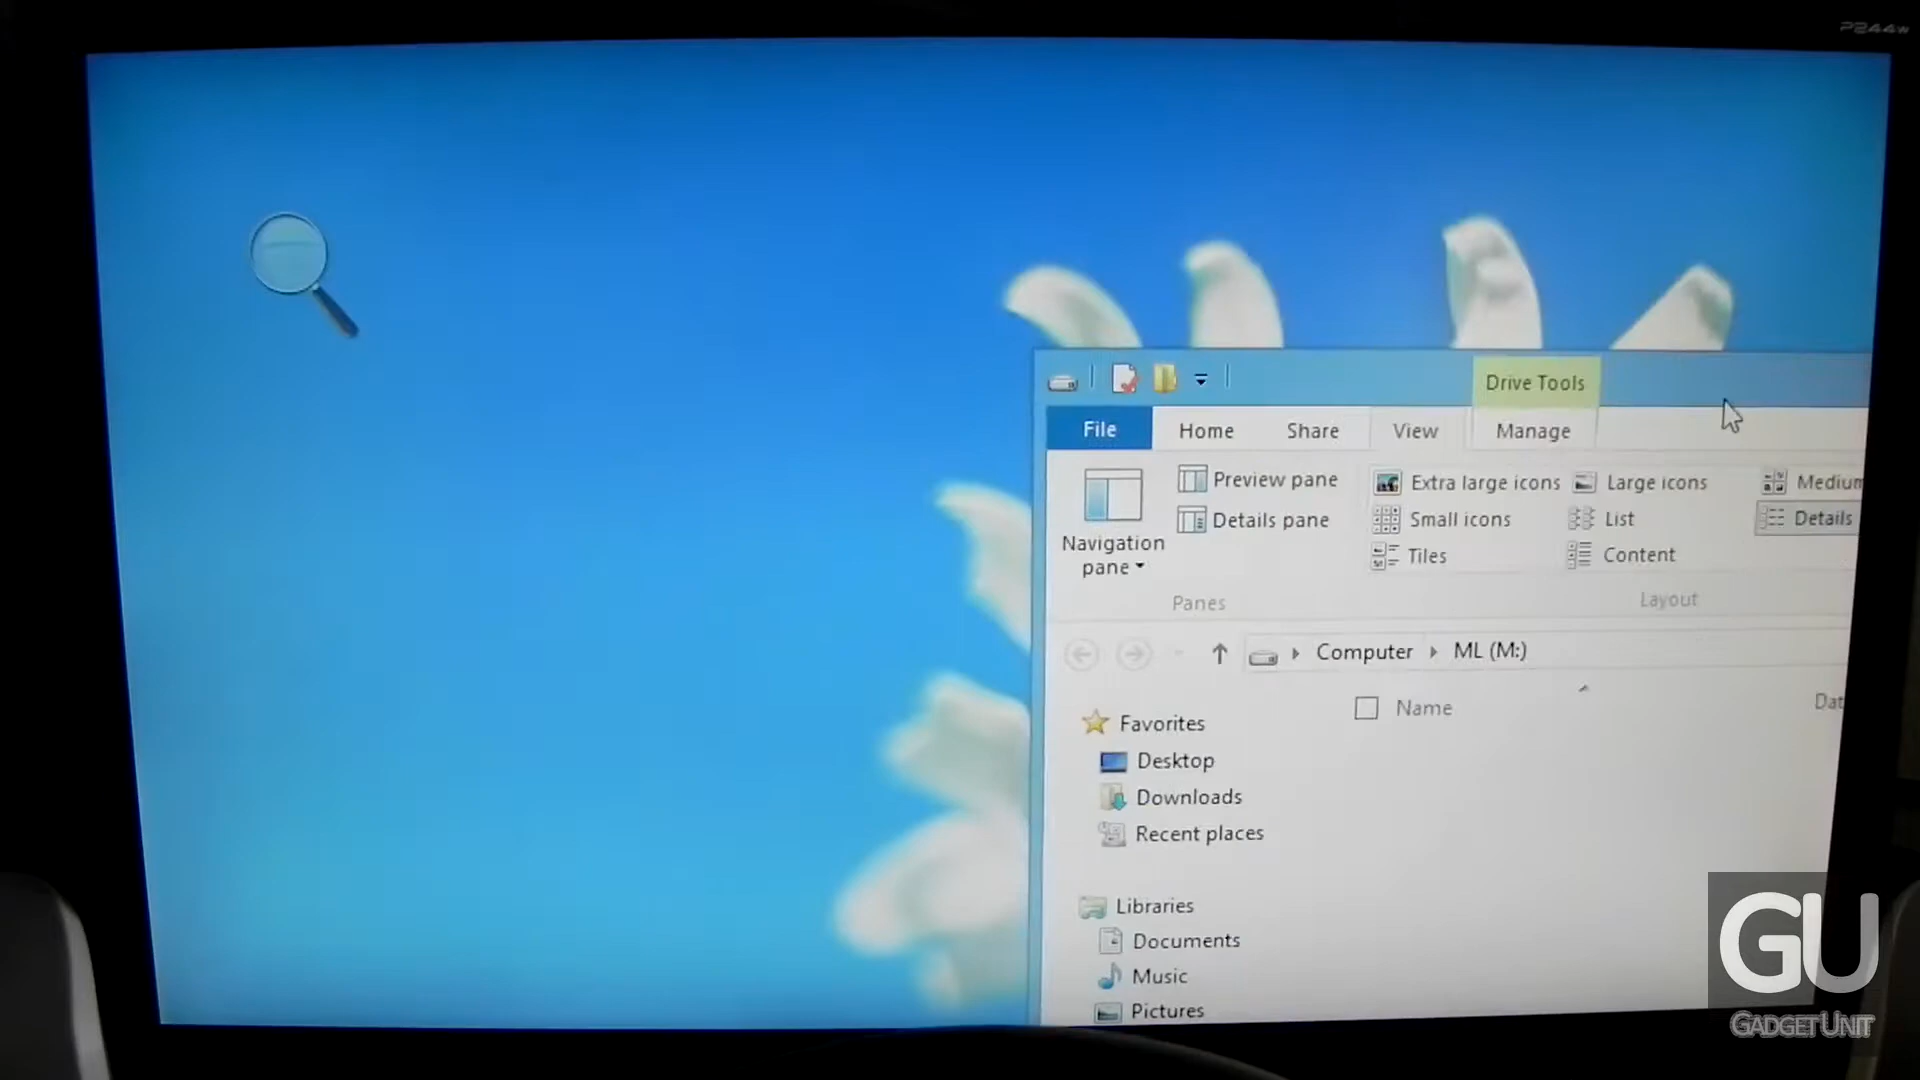 P244w
Drive Tools
File Home Share View Manage
Preview pane Extra large icons Large icons Medium
Details pane Small icons List Details
Navigation pane Tiles Content
Panes Layout
Computer ML (M:)
Name
Favorites
Desktop
Downloads
Recent places
Libraries
Documents
Music
Pictures
GU
GADGETUNIT